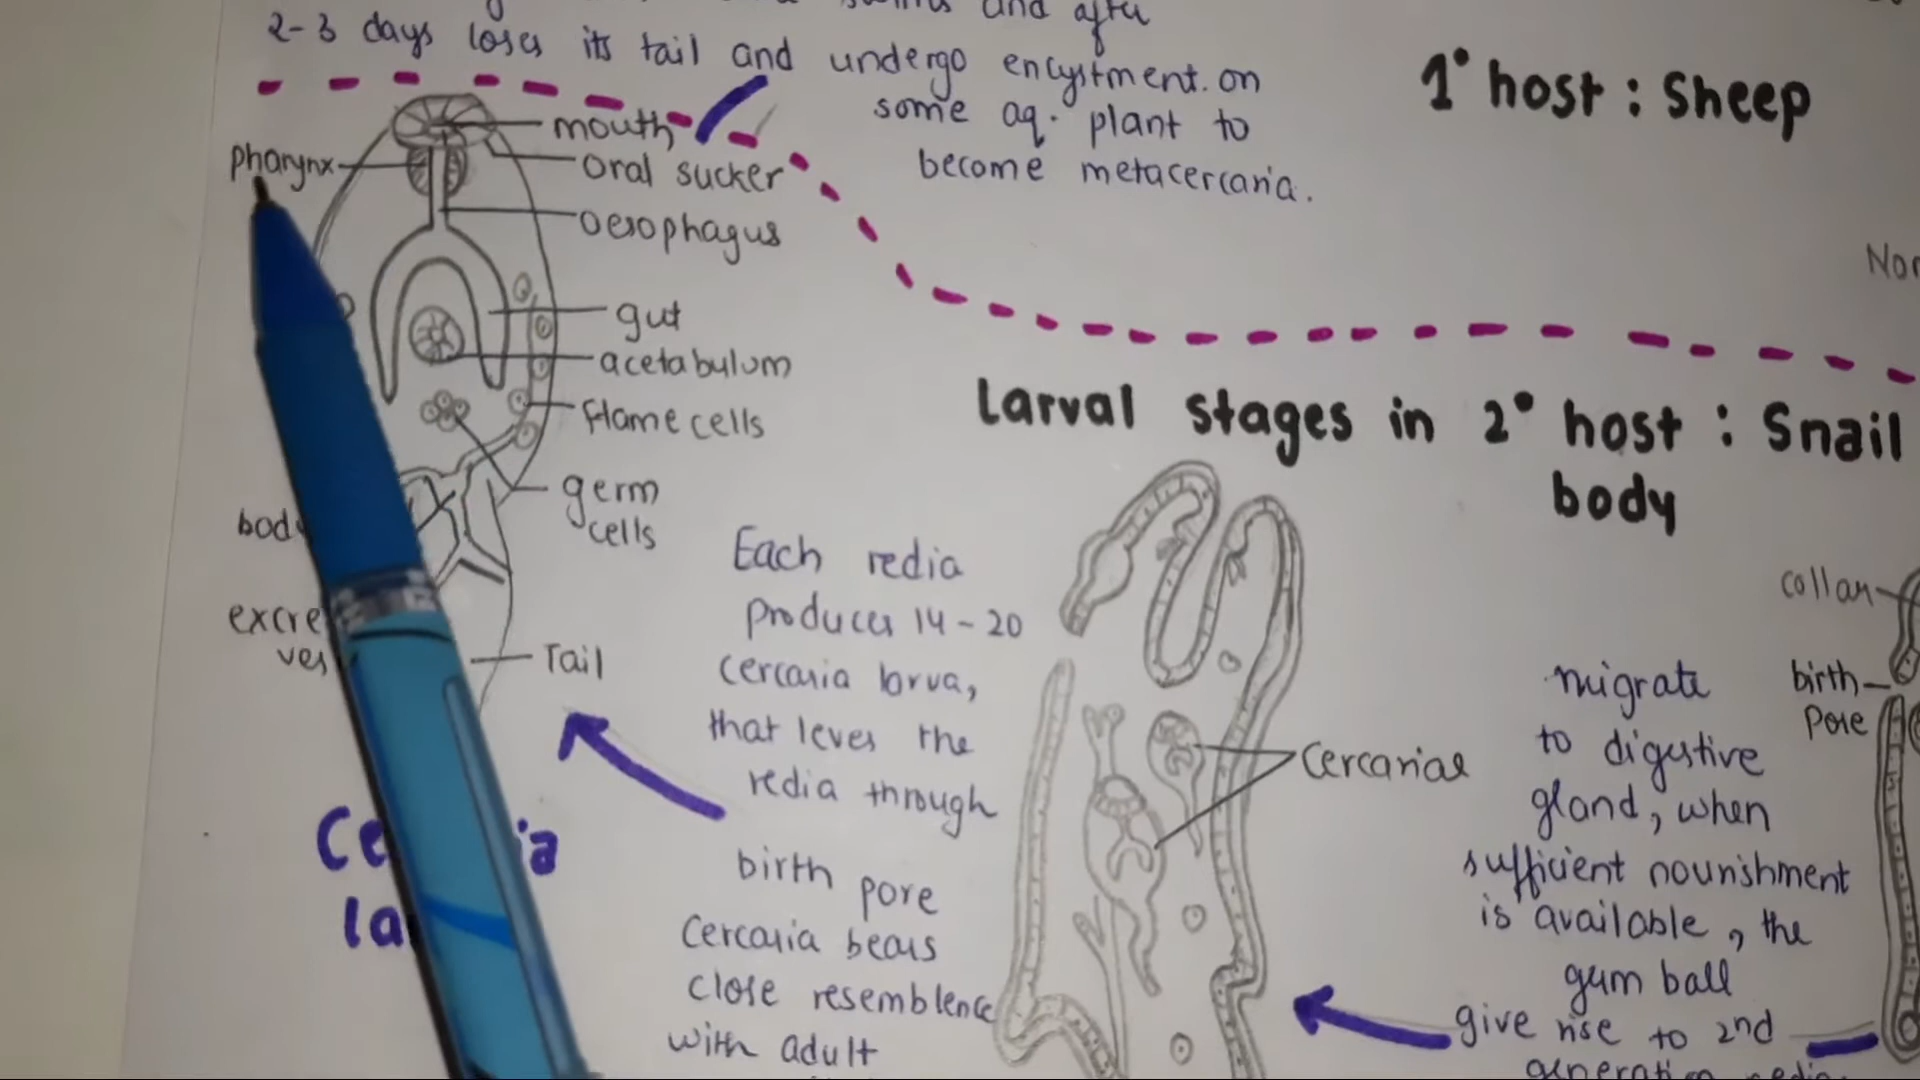 2-3 days loses its tail and undergo encystment. on
some aq. plant to
become metacercaria.
1° host : Sheep
mouth
pharynx
oral sucker
oesophagus
gut
acetabulum
flame cells
germ
cells
Tail
Larval stages in 2° host : Snail
body
Each redia
produces 14-20
cercaria larva,
that leves the
redia through
birth pore
Cercaria bears
close resemblence
with adult
Cercariae
collar
birth
pore
migrate
to digestive
gland, when
sufficient nourishment
is available, the
gum ball
give rise to 2nd